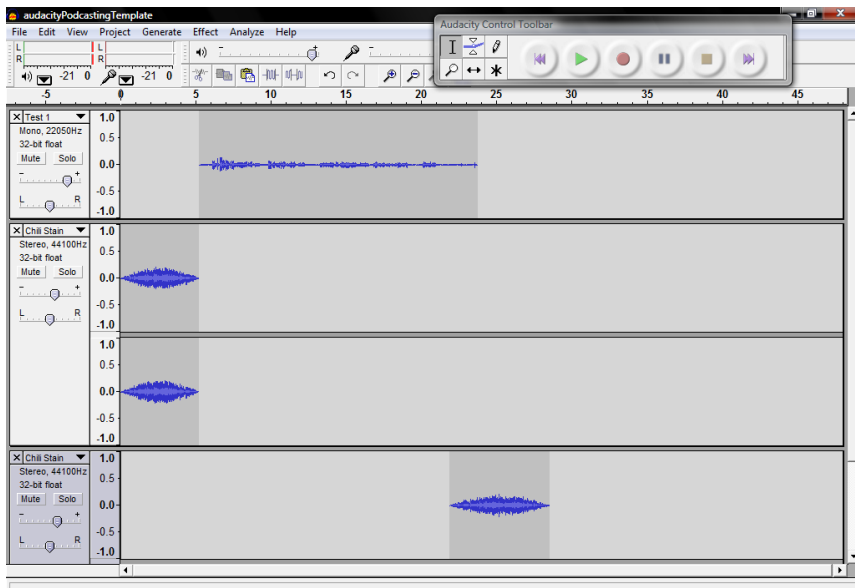 audacityPodcastingTemplate
Audacity Control Toolbar
File Edit View Project Generate Effect Analyze Help
L
R
L
R
-21 0
-21 0
-5 0 5 10 15 20 25 30 35 40 45
Test 1
Mono, 22050Hz
32-bit float
Mute Solo
- +
L R
1.0
0.5
0.0
-0.5
-1.0
Chili Stain
Stereo, 44100Hz
32-bit float
Mute Solo
- +
L R
1.0
0.5
0.0
-0.5
-1.0
1.0
0.5
0.0
-0.5
-1.0
Chili Stain
Stereo, 44100Hz
32-bit float
Mute Solo
- +
L R
1.0
0.5
0.0
-0.5
-1.0